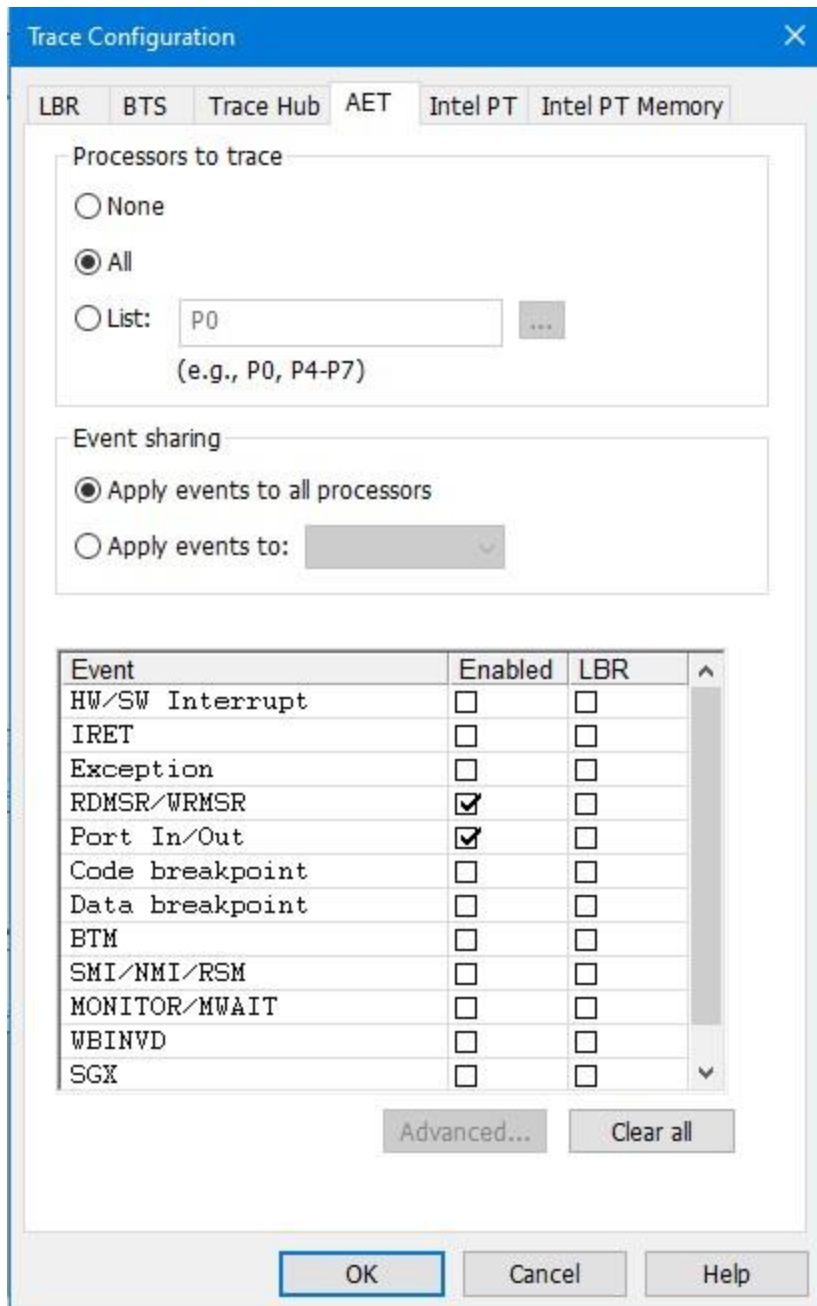 Trace Configuration
LBR BTS Trace Hub AET Intel PT Intel PT Memory
Processors to trace
None
All
List: P0 ...
(e.g., P0, P4-P7)
Event sharing
Apply events to all processors
Apply events to:
Event Enabled LBR
HW/SW Interrupt
IRET
Exception
RDMSR/WRMSR
Port In/Out
Code breakpoint
Data breakpoint
BTM
SMI/NMI/RSM
MONITOR/MWAIT
WBINVD
SGX
Advanced... Clear all
OK Cancel Help